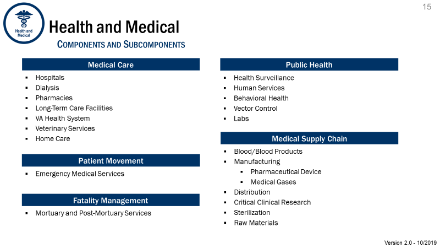 15
Health and Medical
Health and Medical
COMPONENTS AND SUBCOMPONENTS
Medical Care
Hospitals
Dialysis
Pharmacies
Long-Term Care Facilities
VA Health System
Veterinary Services
Home Care
Patient Movement
Emergency Medical Services
Fatality Management
Mortuary and Post-Mortuary Services
Public Health
Health Surveillance
Human Services
Behavioral Health
Vector Control
Labs
Medical Supply Chain
Blood/Blood Products
Manufacturing
Pharmaceutical Device
Medical Gases
Distribution
Critical Clinical Research
Sterilization
Raw Materials
Version 2.0 - 10/2019